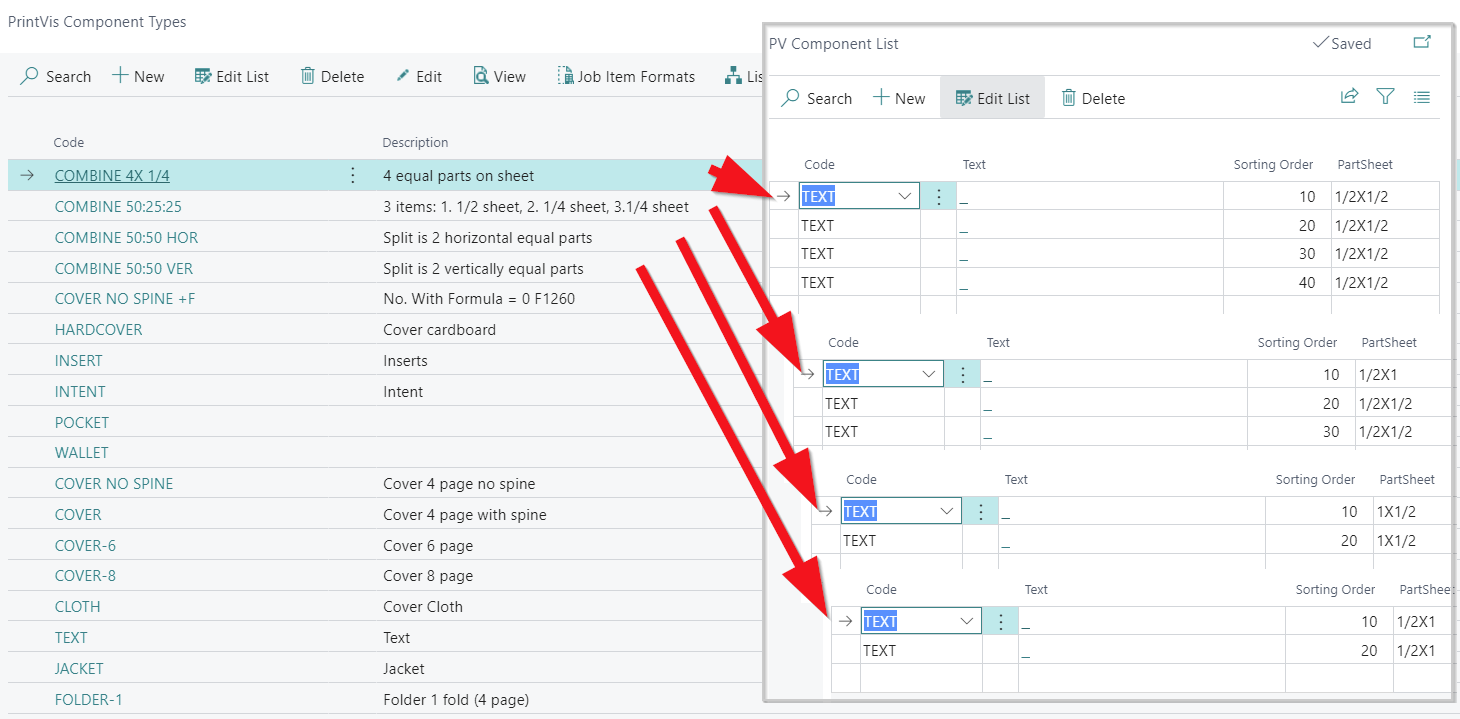 PrintVis Component Types
Search New Edit List Delete Edit View Job Item Formats Lis
Code Description
COMBINE 4X 1/4 4 equal parts on sheet
COMBINE 50:25:25 3 items: 1. 1/2 sheet, 2. 1/4 sheet, 3.1/4 sheet
COMBINE 50:50 HOR Split is 2 horizontal equal parts
COMBINE 50:50 VER Split is 2 vertically equal parts
COVER NO SPINE +F No. With Formula = 0 F1260
HARDCOVER Cover cardboard
INSERT Inserts
INTENT Intent
POCKET
WALLET
COVER NO SPINE Cover 4 page no spine
COVER Cover 4 page with spine
COVER-6 Cover 6 page
COVER-8 Cover 8 page
CLOTH Cover Cloth
TEXT Text
JACKET Jacket
FOLDER-1 Folder 1 fold (4 page)
PV Component List Saved
Search New Edit List Delete
Code Text Sorting Order PartSheet
TEXT _ 10 1/2X1/2
TEXT _ 20 1/2X1/2
TEXT _ 30 1/2X1/2
TEXT _ 40 1/2X1/2
Code Text Sorting Order PartSheet
TEXT _ 10 1/2X1
TEXT _ 20 1/2X1/2
TEXT _ 30 1/2X1/2
Code Text Sorting Order PartSheet
TEXT _ 10 1X1/2
TEXT _ 20 1X1/2
Code Text Sorting Order PartSheet
TEXT _ 10 1/2X1
TEXT _ 20 1/2X1